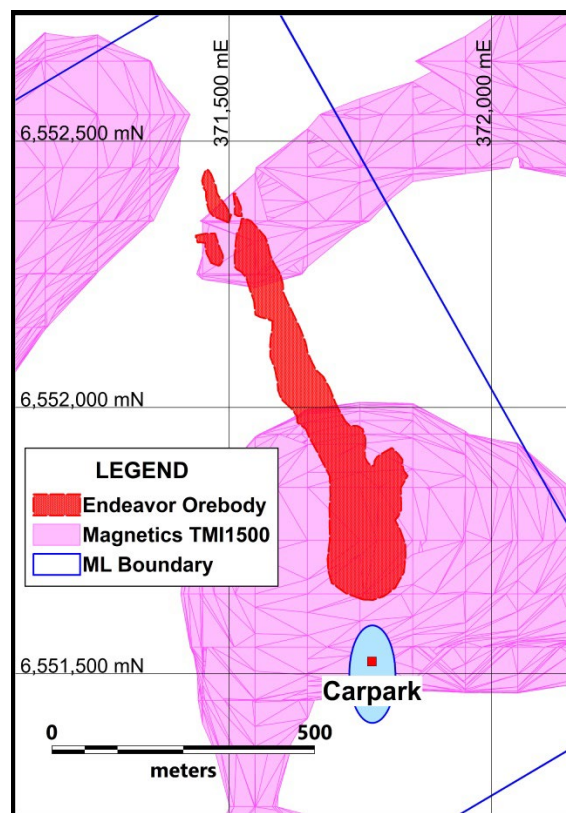 371,500 mE
372,000 mE
6,552,500 mN
6,552,000 mN
LEGEND
Endeavor Orebody
Magnetics TMI1500
ML Boundary
6,551,500 mN
Carpark
0 500
meters